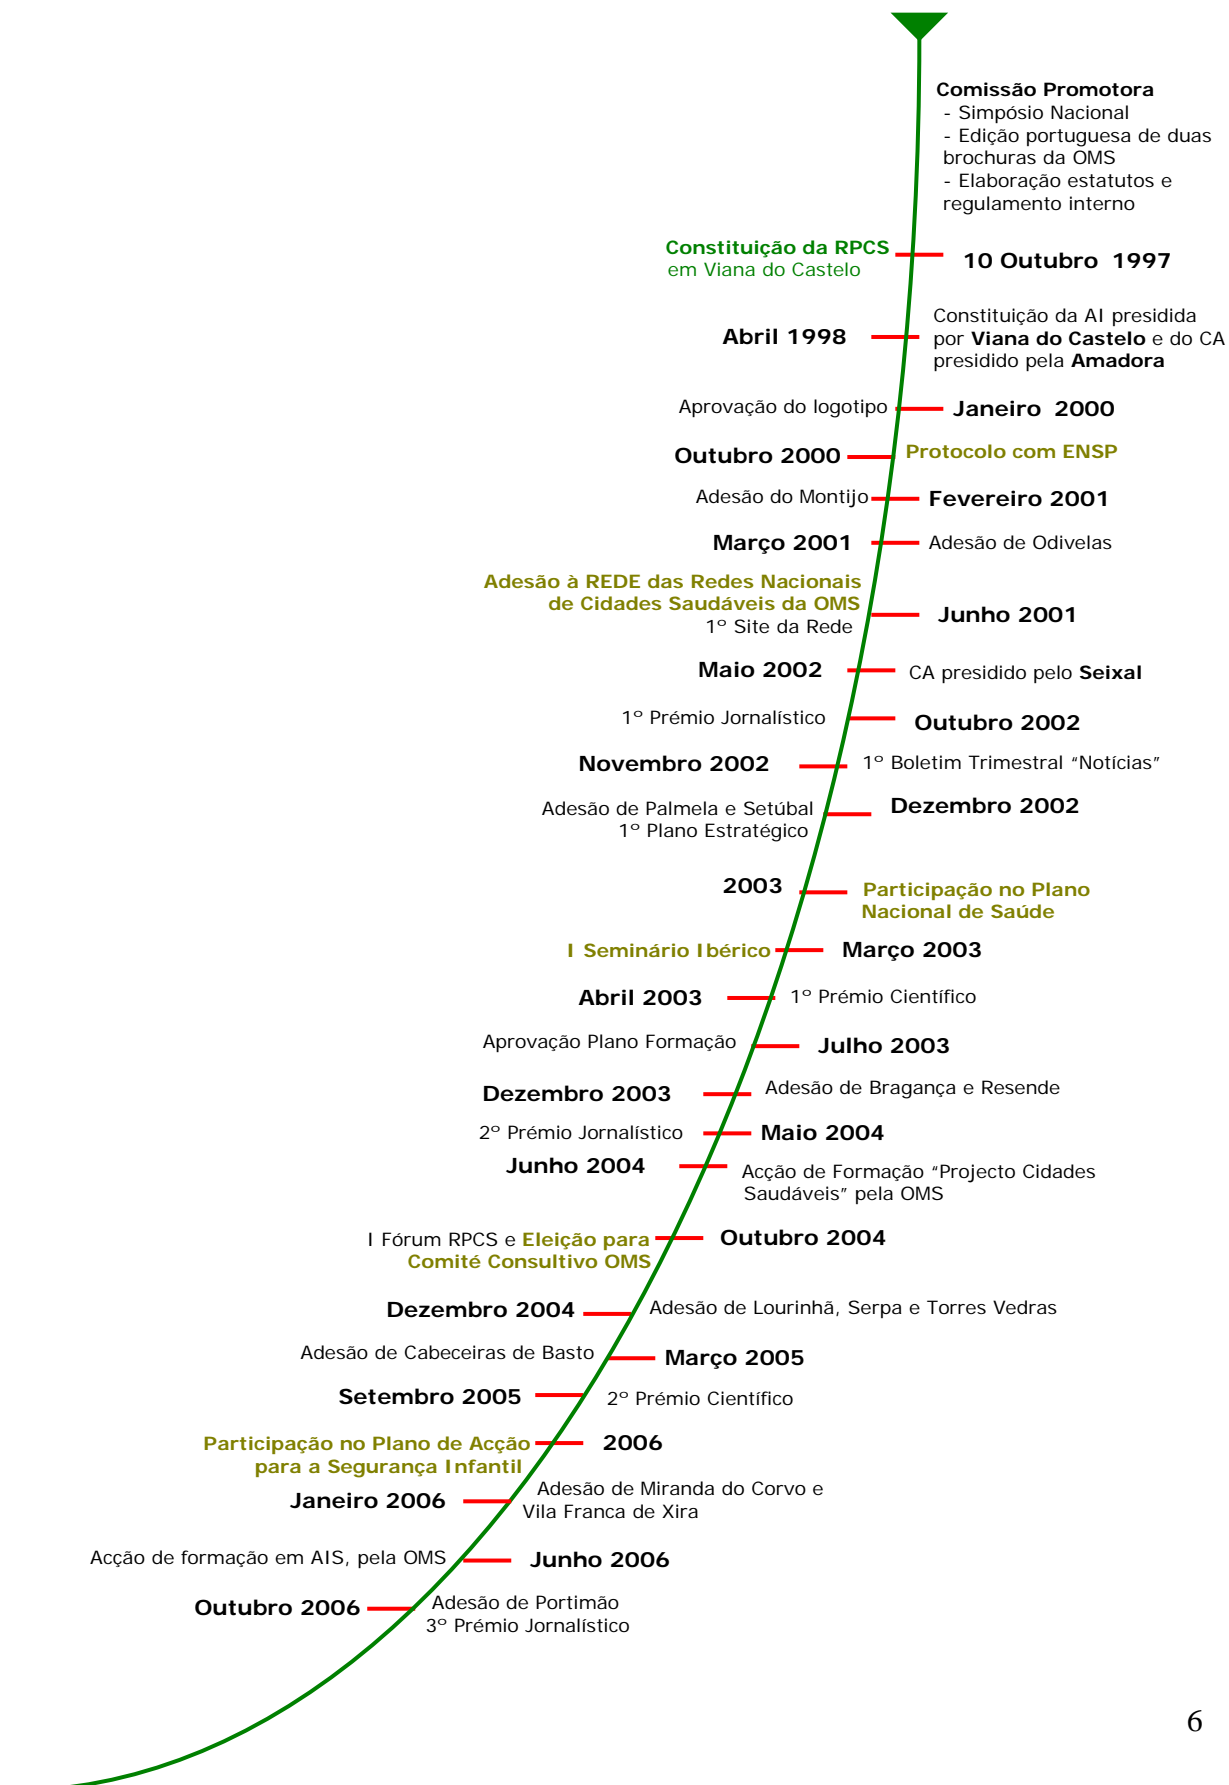 Comissão Promotora
- Simpósio Nacional
- Edição portuguesa de duas
brochuras da OMS
- Elaboração estatutos e
regulamento interno
Constituição da RPCS
em Viana do Castelo
10 Outubro 1997
Abril 1998
Constituição da AI presidida
por Viana do Castelo e do CA
presidido pela Amadora
Aprovação do logotipo
Janeiro 2000
Outubro 2000
Protocolo com ENSP
Adesão do Montijo
Fevereiro 2001
Março 2001
Adesão de Odivelas
Adesão à REDE das Redes Nacionais
de Cidades Saudáveis da OMS
1º Site da Rede
Junho 2001
Maio 2002
CA presidido pelo Seixal
1º Prémio Jornalístico
Outubro 2002
Novembro 2002
1º Boletim Trimestral “Notícias”
Adesão de Palmela e Setúbal
1º Plano Estratégico
Dezembro 2002
2003
Participação no Plano
Nacional de Saúde
I Seminário Ibérico
Março 2003
Abril 2003
1º Prémio Científico
Aprovação Plano Formação
Julho 2003
Dezembro 2003
Adesão de Bragança e Resende
2º Prémio Jornalístico
Maio 2004
Junho 2004
Acção de Formação “Projecto Cidades
Saudáveis” pela OMS
I Fórum RPCS e Eleição para
Comité Consultivo OMS
Outubro 2004
Dezembro 2004
Adesão de Lourinhã, Serpa e Torres Vedras
Adesão de Cabeceiras de Basto
Março 2005
Setembro 2005
2º Prémio Científico
Participação no Plano de Acção
para a Segurança Infantil
2006
Janeiro 2006
Adesão de Miranda do Corvo e
Vila Franca de Xira
Acção de formação em AIS, pela OMS
Junho 2006
Outubro 2006
Adesão de Portimão
3º Prémio Jornalístico
6